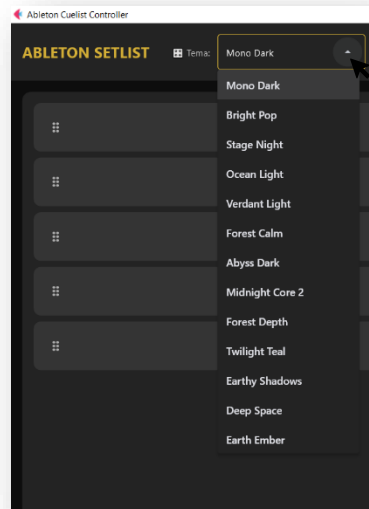 Ableton Cuelist Controller
ABLETON SETLIST Tema: Mono Dark
Mono Dark
Bright Pop
Stage Night
Ocean Light
Verdant Light
Forest Calm
Abyss Dark
Midnight Core 2
Forest Depth
Twilight Teal
Earthy Shadows
Deep Space
Earth Ember